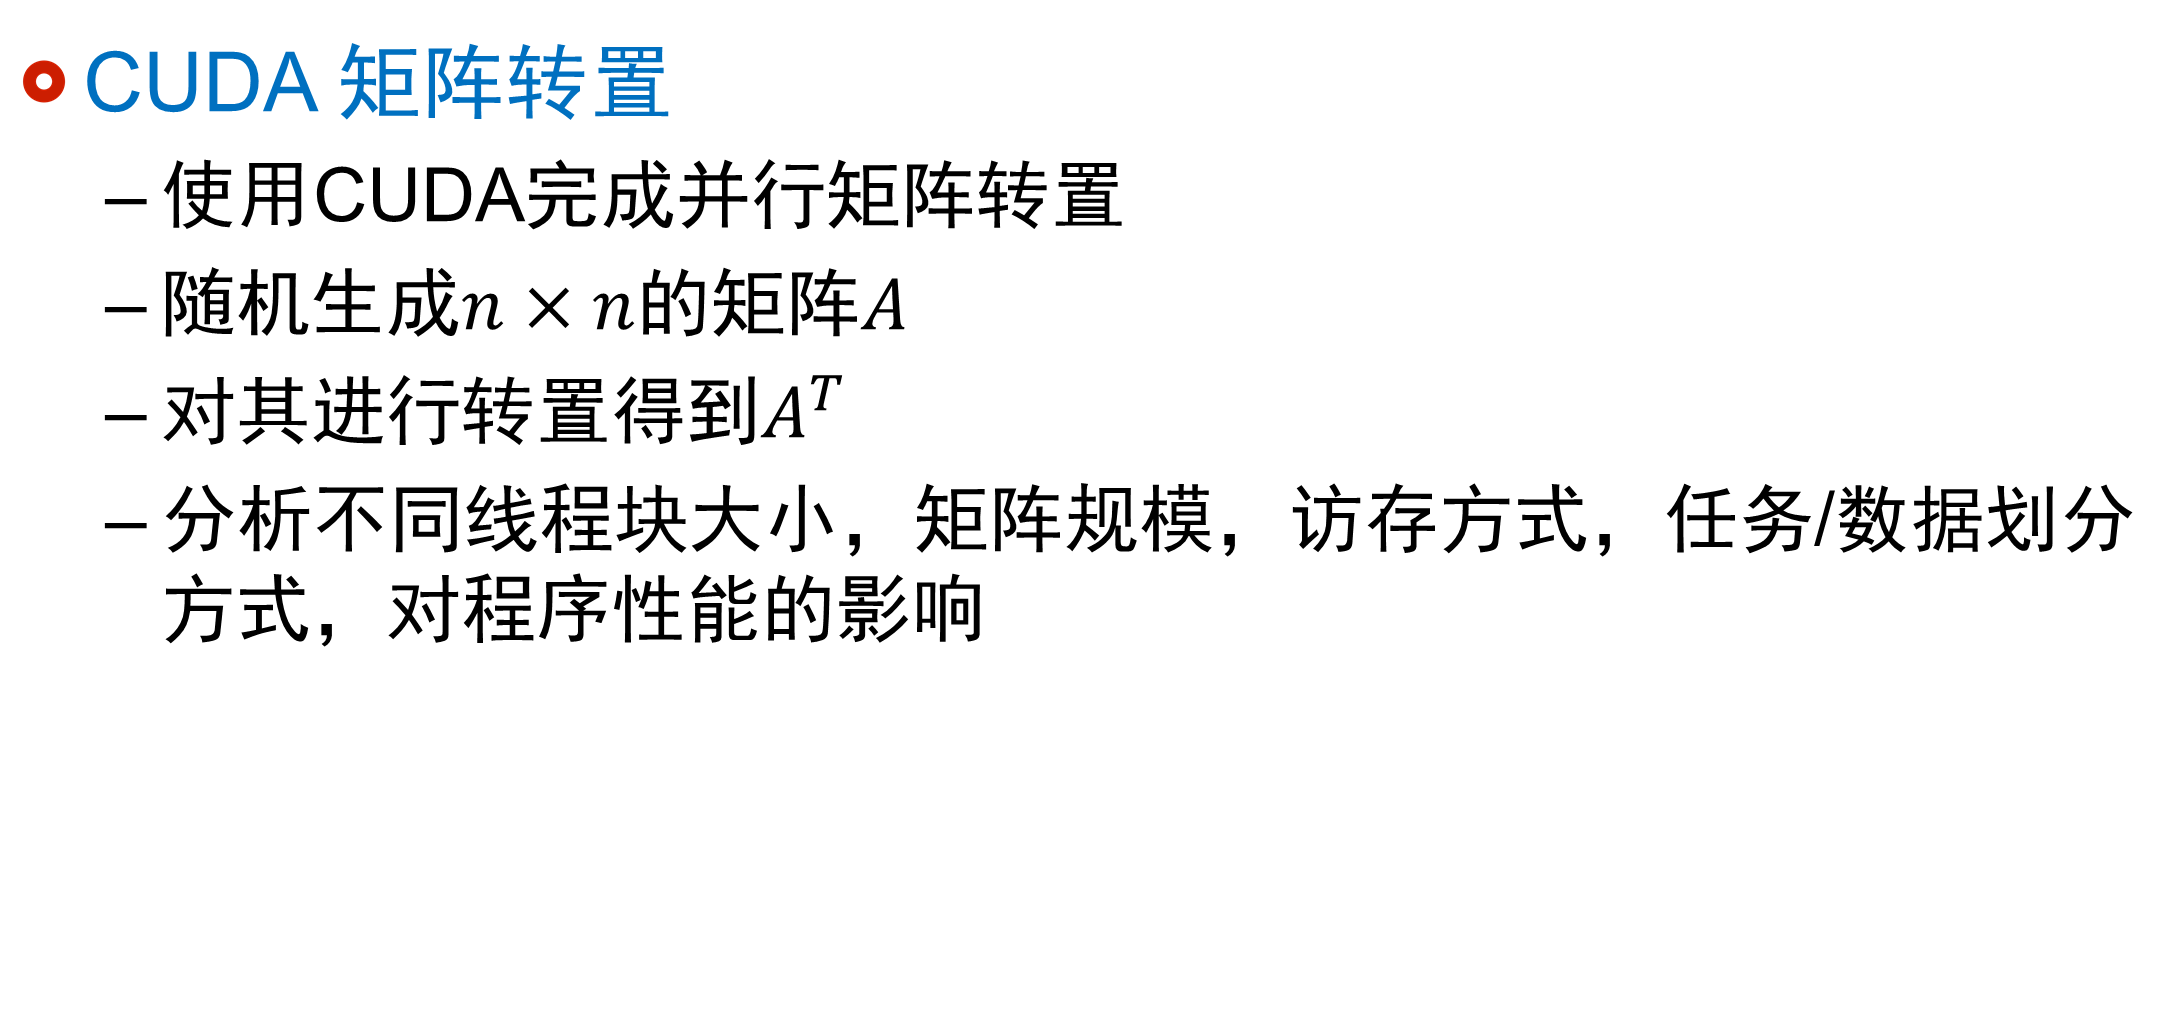 CUDA 矩阵转置
– 使用CUDA完成并行矩阵转置
– 随机生成n × n的矩阵A
– 对其进行转置得到Aᵀ
– 分析不同线程块大小，矩阵规模，访存方式，任务/数据划分
方式，对程序性能的影响